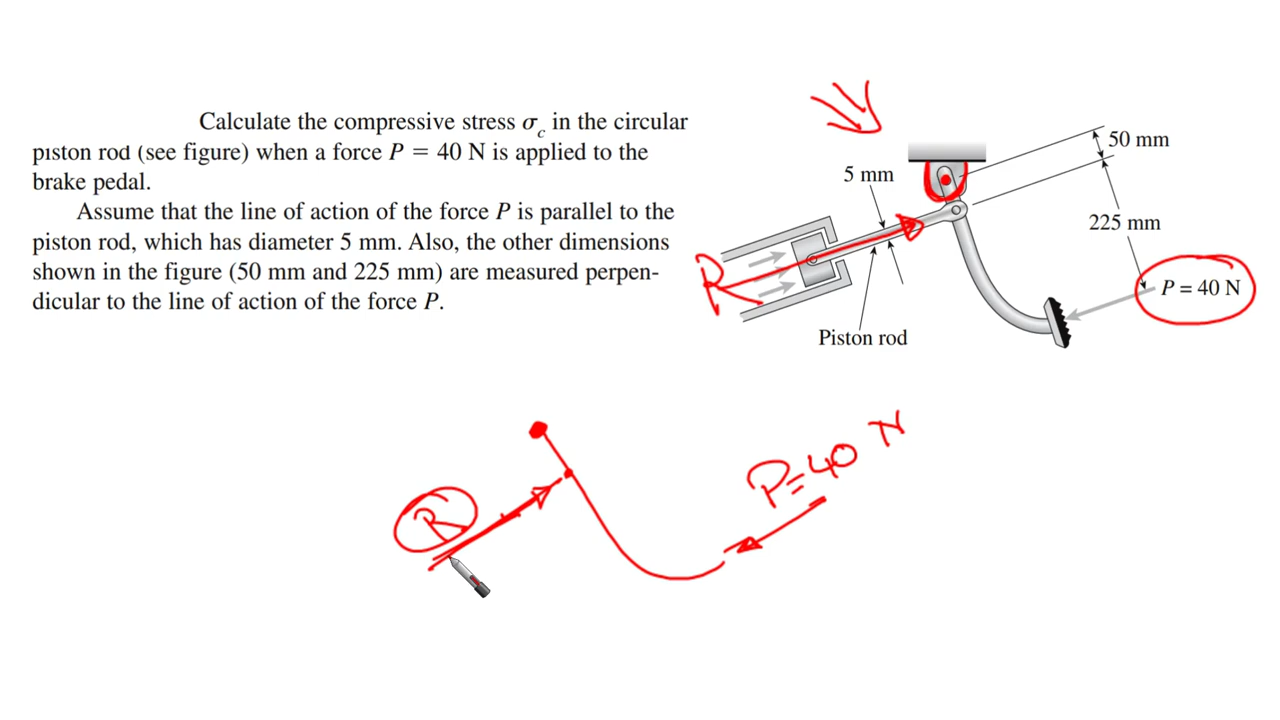 Calculate the compressive stress σc in the circular
piston rod (see figure) when a force P = 40 N is applied to the
brake pedal.
Assume that the line of action of the force P is parallel to the
piston rod, which has diameter 5 mm. Also, the other dimensions
shown in the figure (50 mm and 225 mm) are measured perpen-
dicular to the line of action of the force P.
50 mm
5 mm
225 mm
P = 40 N
R
Piston rod
P=40 N
R